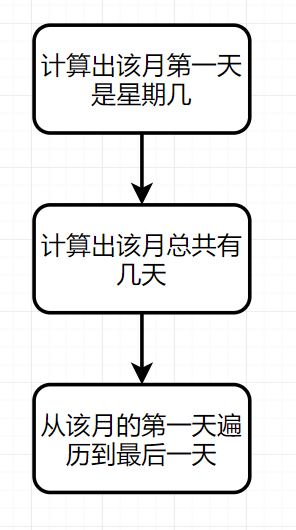 计算出该月第一天
是星期几
计算出该月总共有
几天
从该月的第一天遍
历到最后一天